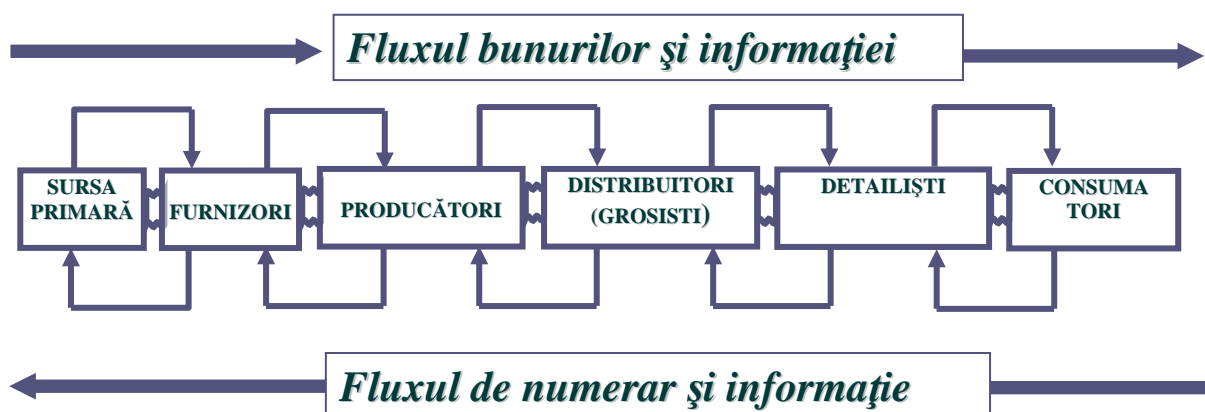 Fluxul bunurilor şi informaţiei
SURSA
PRIMARĂ
FURNIZORI
PRODUCĂTORI
DISTRIBUITORI
(GROSISTI)
DETAILIŞTI
CONSUMA
TORI
Fluxul de numerar şi informaţie